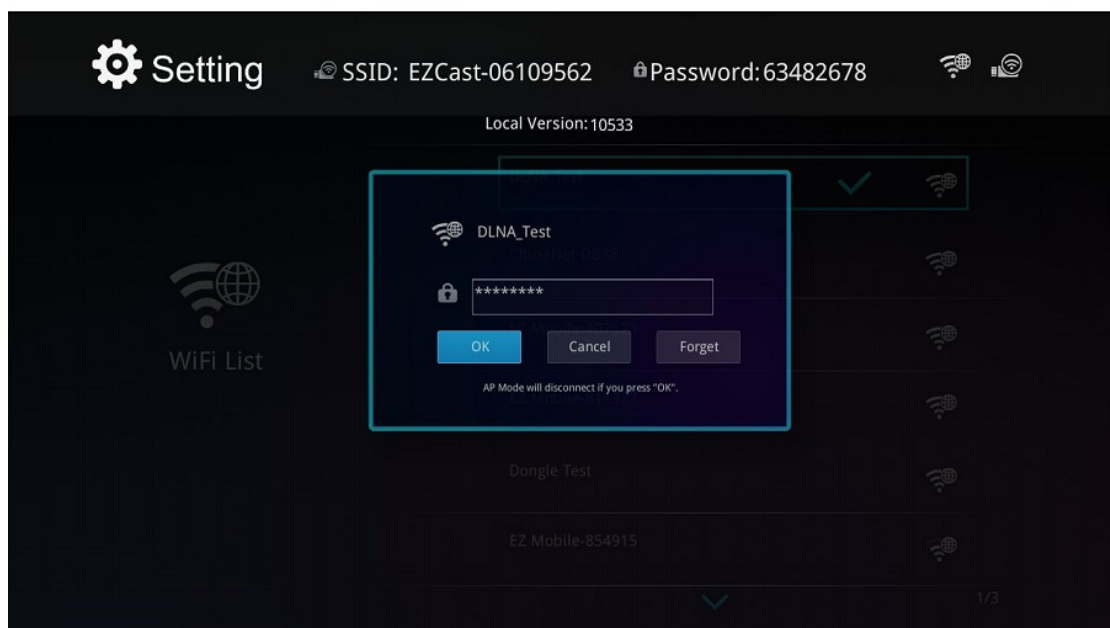 Setting SSID: EZCast-06109562 Password: 63482678
Local Version: 10533
DLNA_Test
********
OK Cancel Forget
AP Mode will disconnect if you press "OK".
WiFi List
Dongle Test
EZ Mobile-854915
1/3